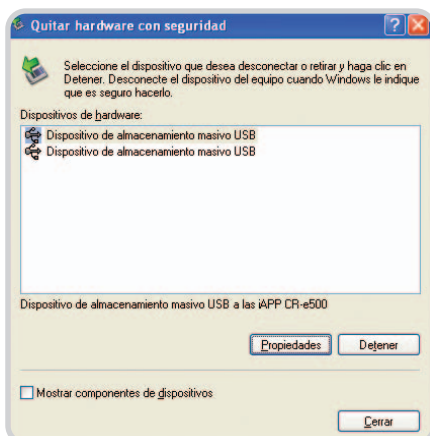 Quitar hardware con seguridad
Seleccione el dispositivo que desea desconectar o retirar y haga clic en
Detener. Desconecte el dispositivo del equipo cuando Windows le indique
que es seguro hacerlo.
Dispositivos de hardware:
Dispositivo de almacenamiento masivo USB
Dispositivo de almacenamiento masivo USB
Dispositivo de almacenamiento masivo USB a las iAPP CR-e500
Propiedades
Detener
Mostrar componentes de dispositivos
Cerrar